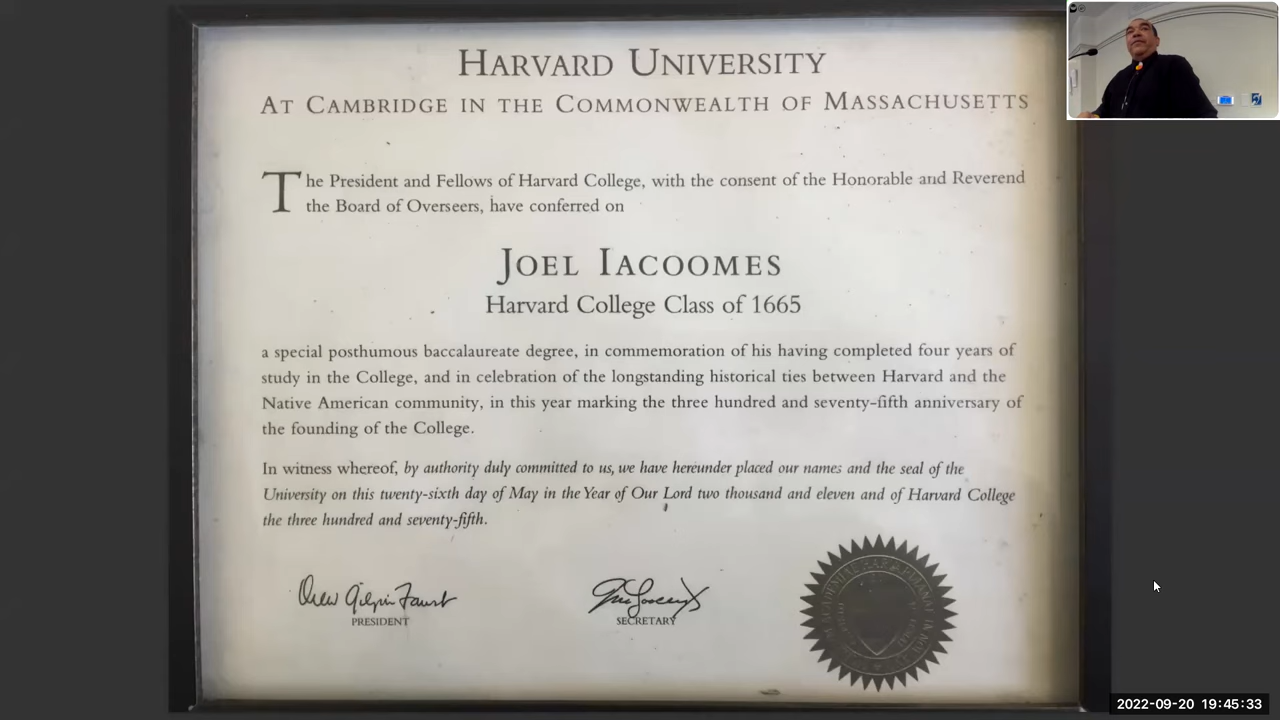 HARVARD UNIVERSITY
AT CAMBRIDGE IN THE COMMONWEALTH OF MASSACHUSETTS
The President and Fellows of Harvard College, with the consent of the Honorable and Reverend
the Board of Overseers, have conferred on
JOEL IACOOMES
Harvard College Class of 1665
a special posthumous baccalaureate degree, in commemoration of his having completed four years of
study in the College, and in celebration of the longstanding historical ties between Harvard and the
Native American community, in this year marking the three hundred and seventy-fifth anniversary of
the founding of the College.
In witness whereof, by authority duly committed to us, we have hereunder placed our names and the seal of the
University on this twenty-sixth day of May in the Year of Our Lord two thousand and eleven and of Harvard College
the three hundred and seventy-fifth.
Drew Gilpin Faust
PRESIDENT
SECRETARY
2022-09-20 19:45:33